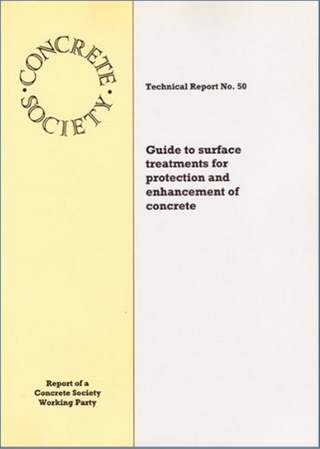 · CONCRETE ·
SOCIETY
Technical Report No. 50
Guide to surface
treatments for
protection and
enhancement of
concrete
Report of a
Concrete Society
Working Party